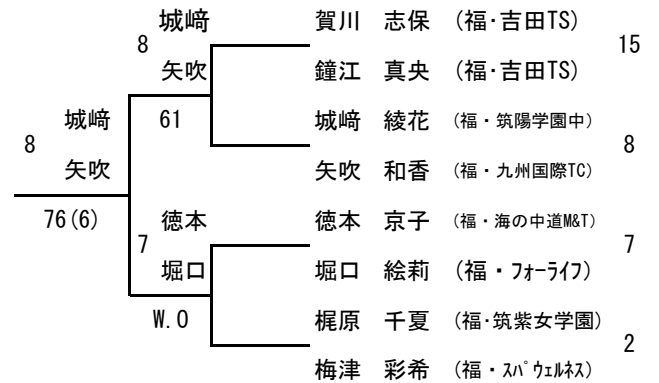 城﨑 賀川 志保 (福･吉田TS)
8 15
矢吹 鐘江 真央 (福･吉田TS)
城﨑 61 城﨑 綾花 (福・筑陽学園中)
8 8
矢吹 矢吹 和香 (福・九州国際TC)
76(6) 徳本 徳本 京子 (福・海の中道M&T)
7 7
堀口 堀口 絵莉 (福・フォーライフ)
W.O 梶原 千夏 (福･筑紫女学園)
2
梅津 彩希 (福・スパウェルネス)